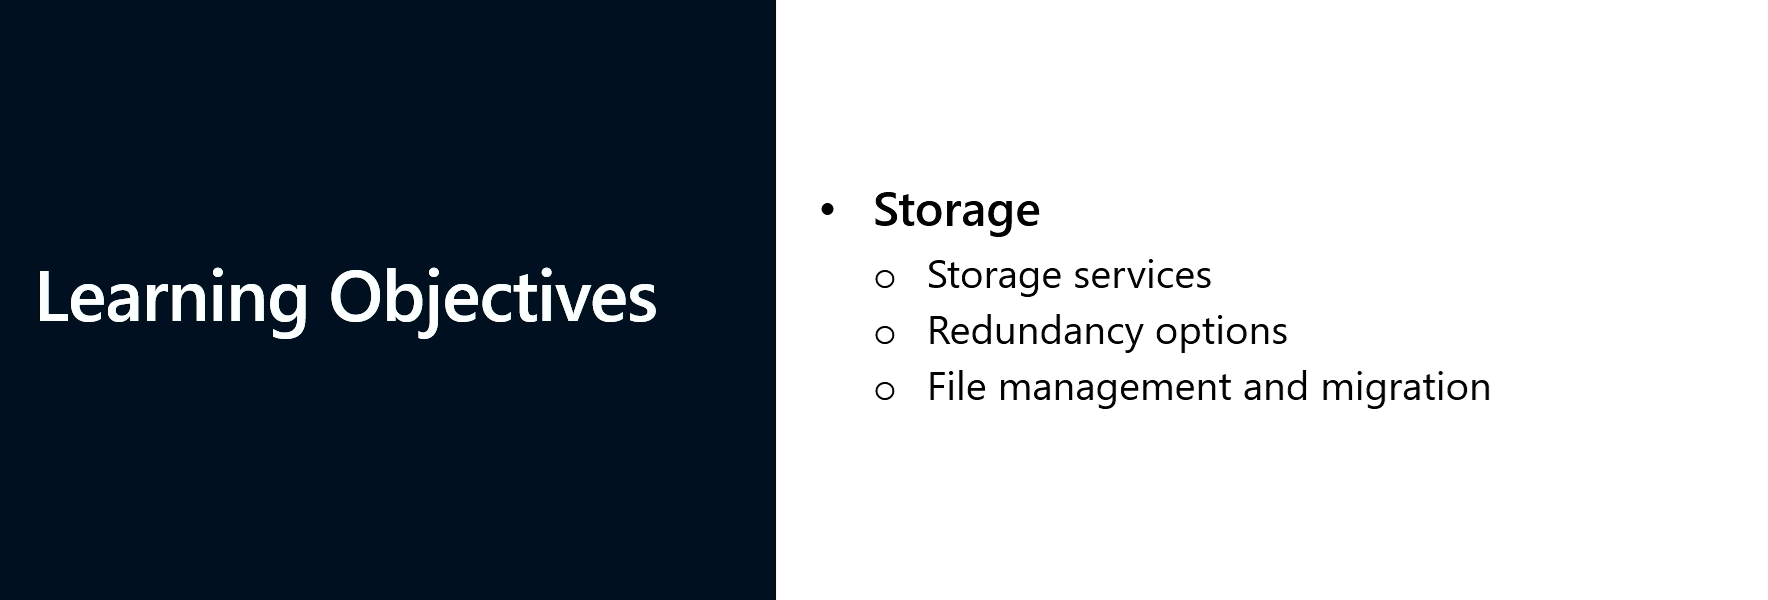 Learning Objectives
• Storage
o Storage services
o Redundancy options
o File management and migration